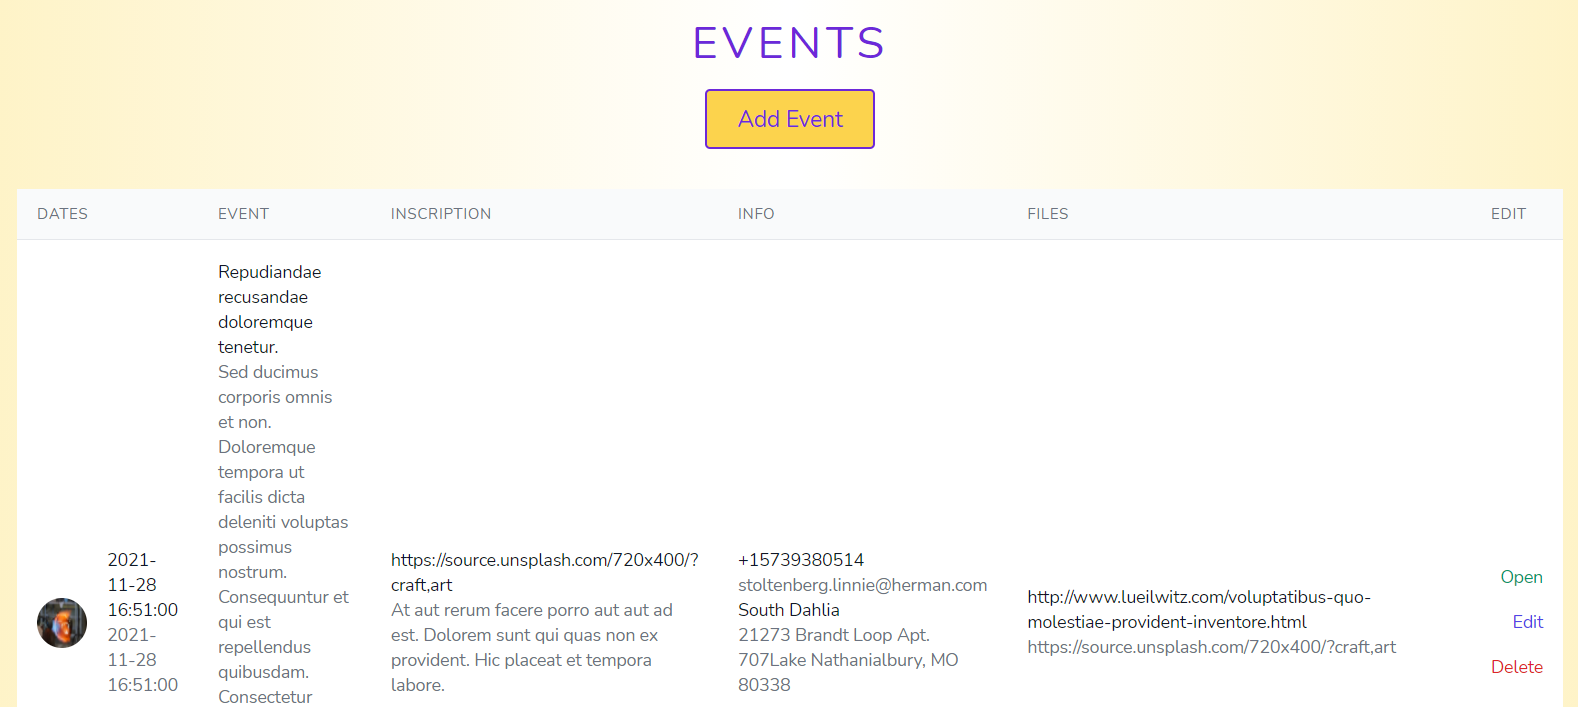 EVENTS
Add Event
DATES
EVENT
INSCRIPTION
INFO
FILES
EDIT
2021-
11-28
16:51:00
2021-
11-28
16:51:00
Repudiandae
recusandae
doloremque
tenetur.
Sed ducimus
corporis omnis
et non.
Doloremque
tempora ut
facilis dicta
deleniti voluptas
possimus
nostrum.
Consequuntur et
qui est
repellendus
quibusdam.
Consectetur
https://source.unsplash.com/720x400/?
craft,art
At aut rerum facere porro aut aut ad
est. Dolorem sunt qui quas non ex
provident. Hic placeat et tempora
labore.
+15739380514
stoltenberg.linnie@herman.com
South Dahlia
21273 Brandt Loop Apt.
707Lake Nathanialbury, MO
80338
http://www.lueilwitz.com/voluptatibus-quo-
molestiae-provident-inventore.html
https://source.unsplash.com/720x400/?craft,art
Open
Edit
Delete